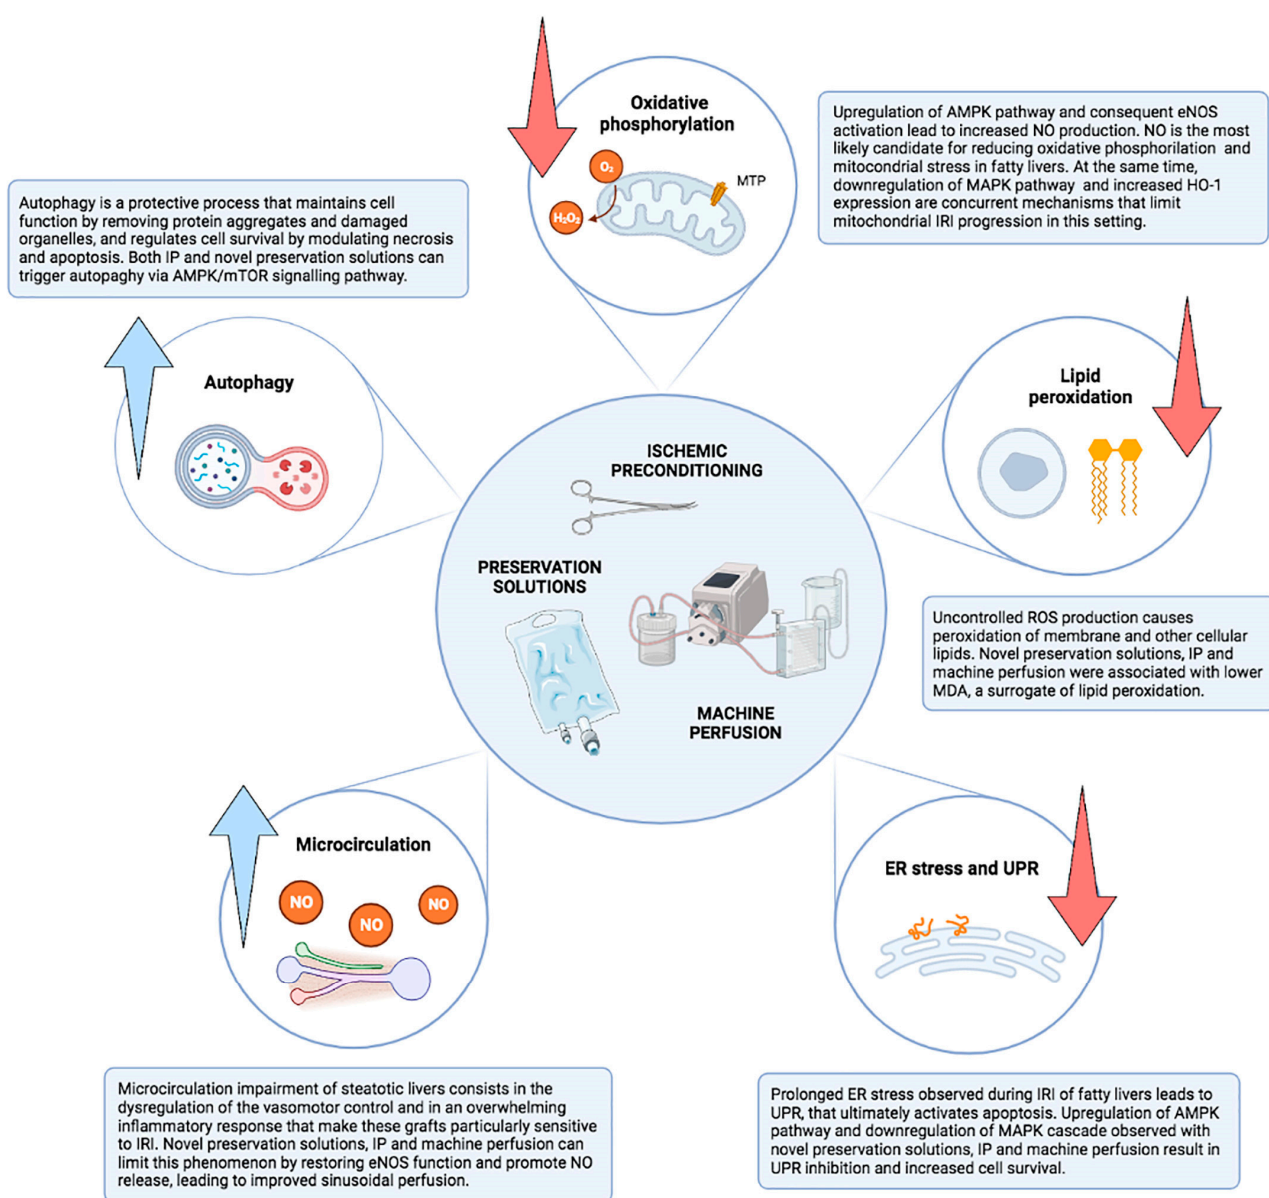 Oxidative
phosphorylation
O₂
H₂O₂
MTP
Upregulation of AMPK pathway and consequent eNOS
activation lead to increased NO production. NO is the most
likely candidate for reducing oxidative phosphorilation and
mitocondrial stress in fatty livers. At the same time,
downregulation of MAPK pathway and increased HO-1
expression are concurrent mechanisms that limit
mitochondrial IRI progression in this setting.
Autophagy is a protective process that maintains cell
function by removing protein aggregates and damaged
organelles, and regulates cell survival by modulating necrosis
and apoptosis. Both IP and novel preservation solutions can
trigger autopaghy via AMPK/mTOR signalling pathway.
Autophagy
Lipid
peroxidation
ISCHEMIC
PRECONDITIONING
PRESERVATION
SOLUTIONS
MACHINE
PERFUSION
Uncontrolled ROS production causes
peroxidation of membrane and other cellular
lipids. Novel preservation solutions, IP and
machine perfusion were associated with lower
MDA, a surrogate of lipid peroxidation.
Microcirculation
NO
NO
NO
ER stress and UPR
Microcirculation impairment of steatotic livers consists in the
dysregulation of the vasomotor control and in an overwhelming
inflammatory response that make these grafts particularly sensitive
to IRI. Novel preservation solutions, IP and machine perfusion can
limit this phenomenon by restoring eNOS function and promote NO
release, leading to improved sinusoidal perfusion.
Prolonged ER stress observed during IRI of fatty livers leads to
UPR, that ultimately activates apoptosis. Upregulation of AMPK
pathway and downregulation of MAPK cascade observed with
novel preservation solutions, IP and machine perfusion result in
UPR inhibition and increased cell survival.